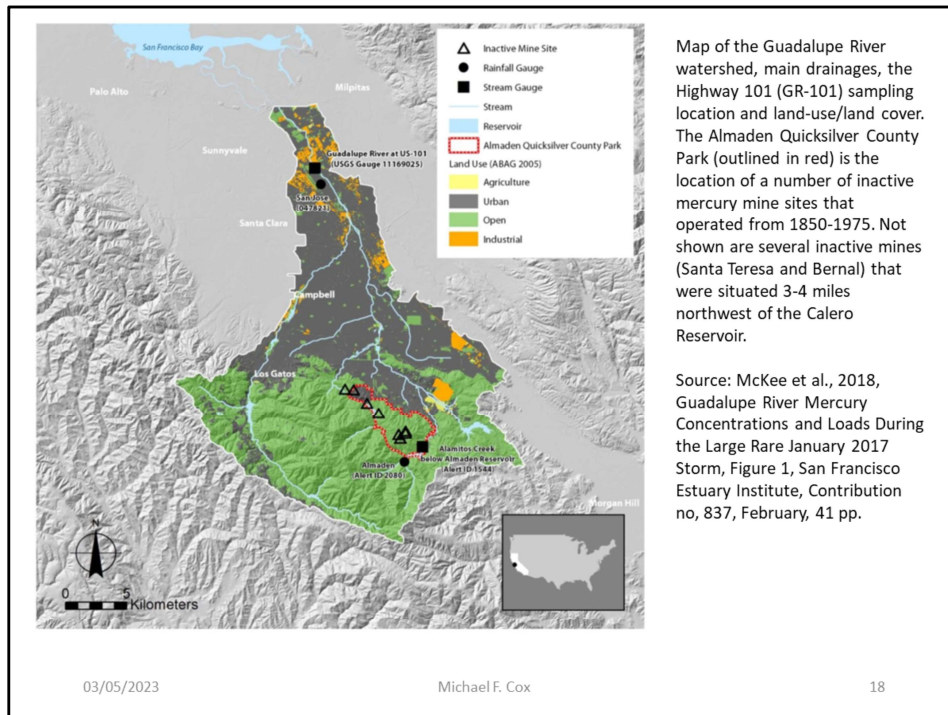 San Francisco Bay
Palo Alto
Milpitas
Sunnyvale
Guadalupe River at US-101
(USGS Gauge 11169025)
San Jose
(047821)
Santa Clara
Campbell
Los Gatos
Alamitos Creek
below Almaden Reservoir
(Alert ID 1544)
Almaden
(Alert ID 2080)
Morgan Hill
N
0 5
Kilometers
Inactive Mine Site
Rainfall Gauge
Stream Gauge
Stream
Reservoir
Almaden Quicksilver County Park
Land Use (ABAG 2005)
Agriculture
Urban
Open
Industrial
Map of the Guadalupe River
watershed, main drainages, the
Highway 101 (GR-101) sampling
location and land-use/land cover.
The Almaden Quicksilver County
Park (outlined in red) is the
location of a number of inactive
mercury mine sites that
operated from 1850-1975. Not
shown are several inactive mines
(Santa Teresa and Bernal) that
were situated 3-4 miles
northwest of the Calero
Reservoir.
Source: McKee et al., 2018,
Guadalupe River Mercury
Concentrations and Loads During
the Large Rare January 2017
Storm, Figure 1, San Francisco
Estuary Institute, Contribution
no, 837, February, 41 pp.
03/05/2023
Michael F. Cox
18